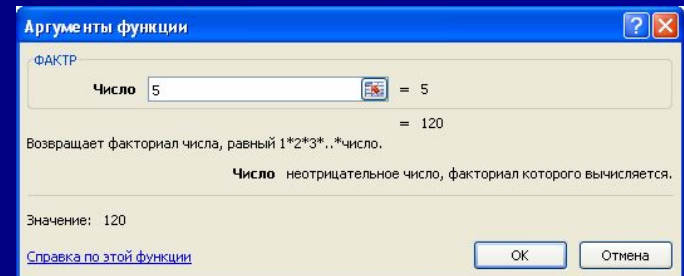 Аргументы функции
ФАКТР
Число 5 = 5
= 120
Возвращает факториал числа, равный 1*2*3*..*число.
Число неотрицательное число, факториал которого вычисляется.
Значение: 120
Справка по этой функции ОК Отмена